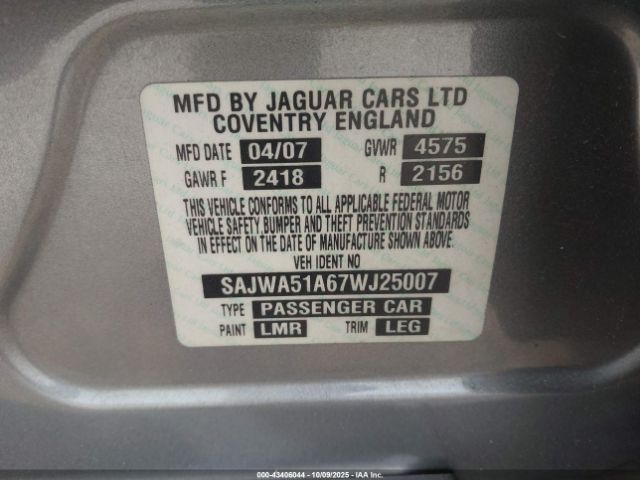 MFD BY JAGUAR CARS LTD
COVENTRY ENGLAND
MFD DATE 04/07 GVWR 4575
GAWR F 2418 R 2156
THIS VEHICLE CONFORMS TO ALL APPLICABLE FEDERAL MOTOR
VEHICLE SAFETY, BUMPER AND THEFT PREVENTION STANDARDS
IN EFFECT ON THE DATE OF MANUFACTURE SHOWN ABOVE.
VEH IDENT NO
SAJWA51A67WJ25007
TYPE PASSENGER CAR
PAINT LMR TRIM LEG
000-43406044 - 10/09/2025 - IAA Inc.